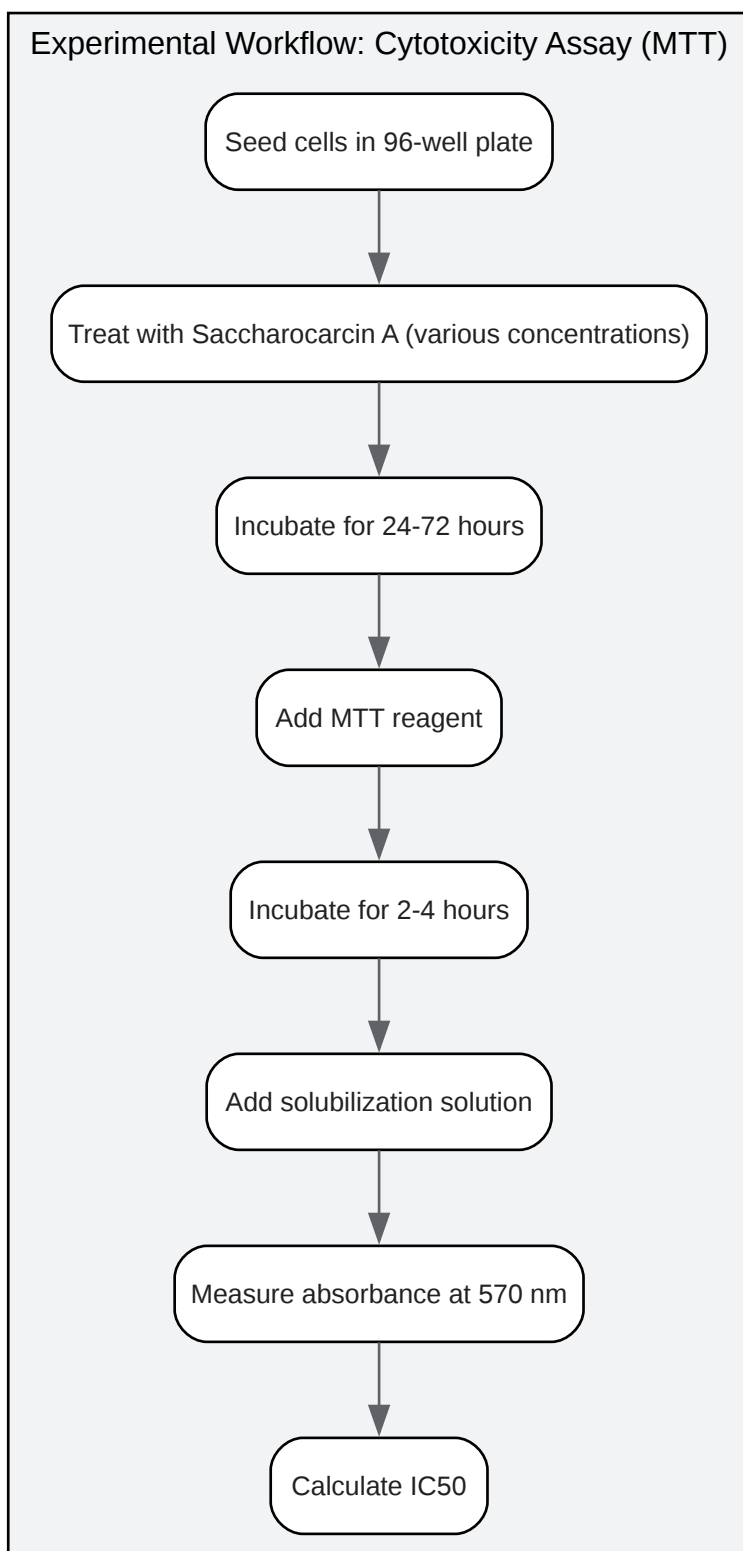 Experimental Workflow: Cytotoxicity Assay (MTT)
Seed cells in 96-well plate
Treat with Saccharocarcin A (various concentrations)
Incubate for 24-72 hours
Add MTT reagent
Incubate for 2-4 hours
Add solubilization solution
Measure absorbance at 570 nm
Calculate IC50